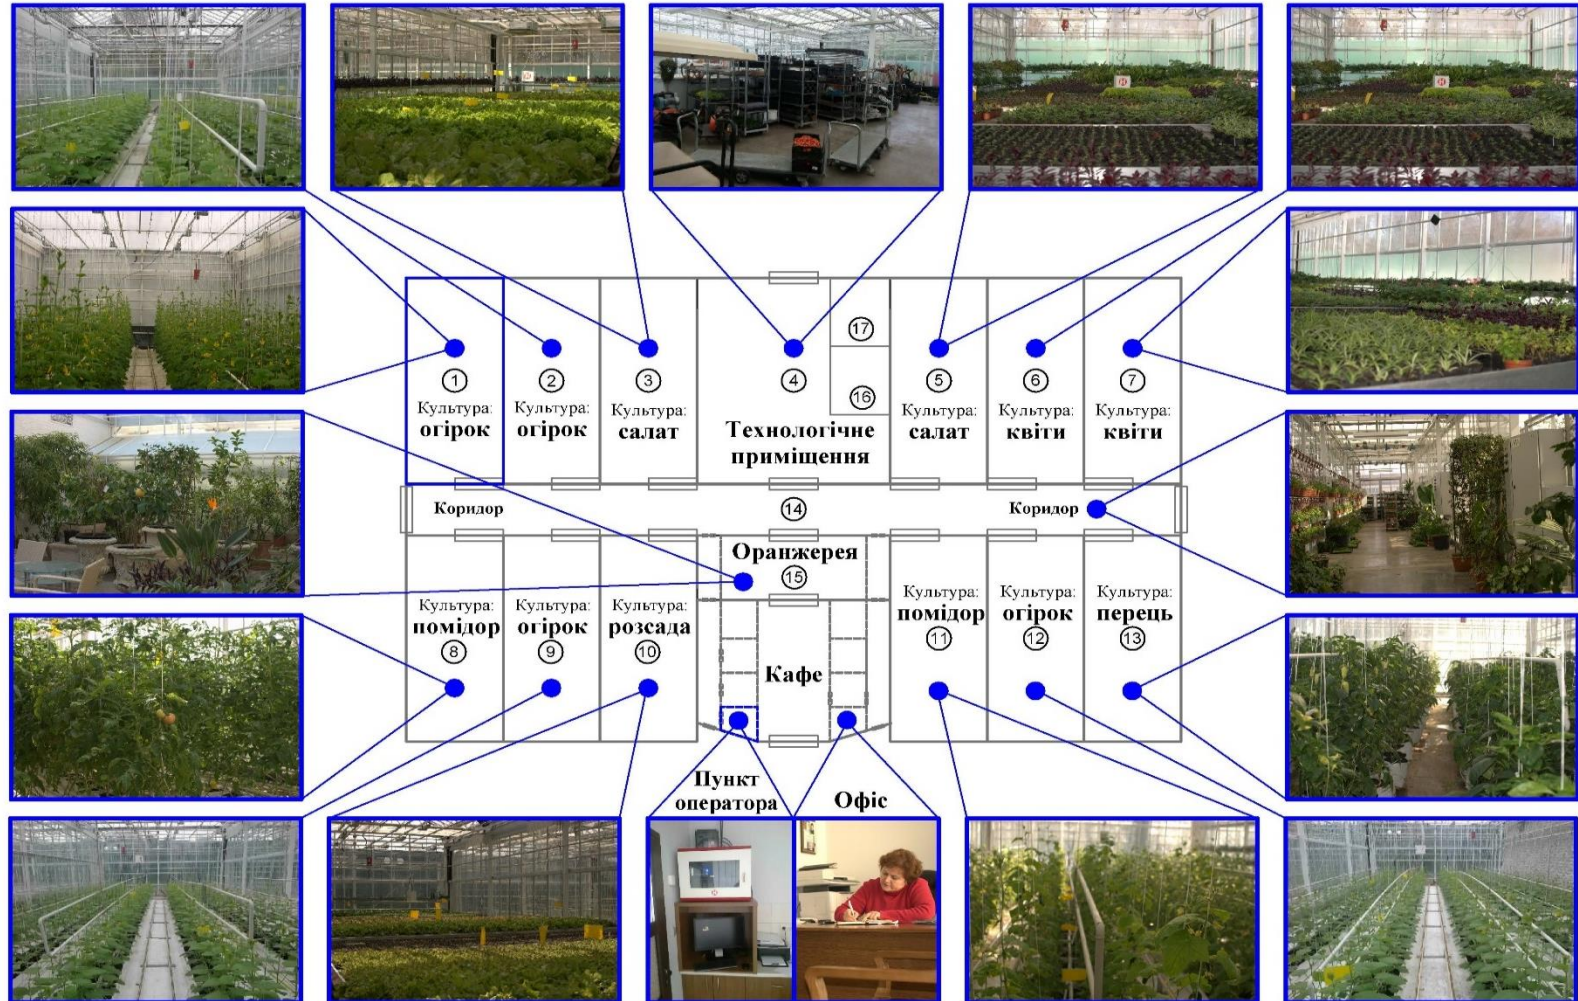 17
1
2
3
4
16
5
6
7
Культура:
огірок
Культура:
огірок
Культура:
салат
Технологічне
приміщення
Культура:
салат
Культура:
квіти
Культура:
квіти
Коридор
14
Коридор
Оранжерея
15
Культура:
помідор
8
Культура:
огірок
9
Культура:
розсада
10
Кафе
Культура:
помідор
11
Культура:
огірок
12
Культура:
перець
13
Пункт
оператора
Офіс